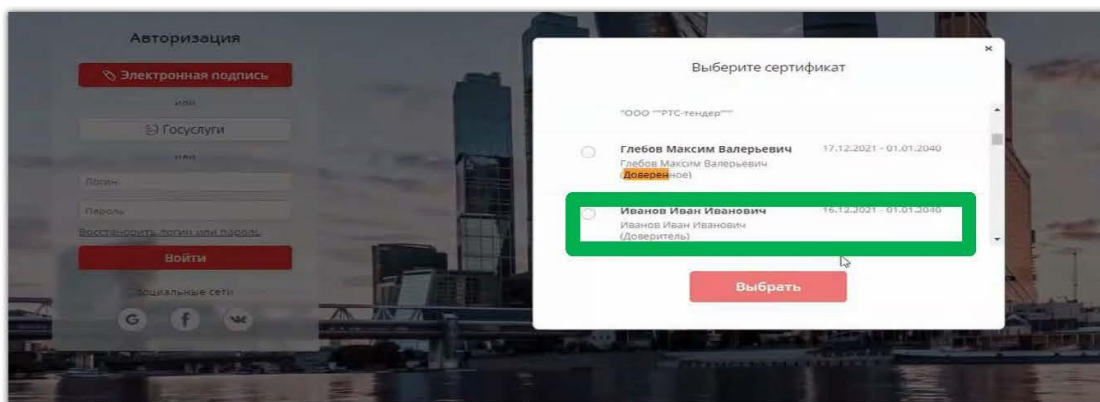 Авторизация
Электронная подпись
или
Госуслуги
или
Логин
Пароль
Восстановить логин или пароль
Войти
социальные сети
G f
Выберите сертификат
"ООО ""РТС-тендер"""
Глебов Максим Валерьевич 17.12.2021 - 01.01.2040
Глебов Максим Валерьевич
(Доверенное)
Иванов Иван Иванович 16.12.2021 - 01.01.2040
Иванов Иван Иванович
(Доверитель)
Выбрать